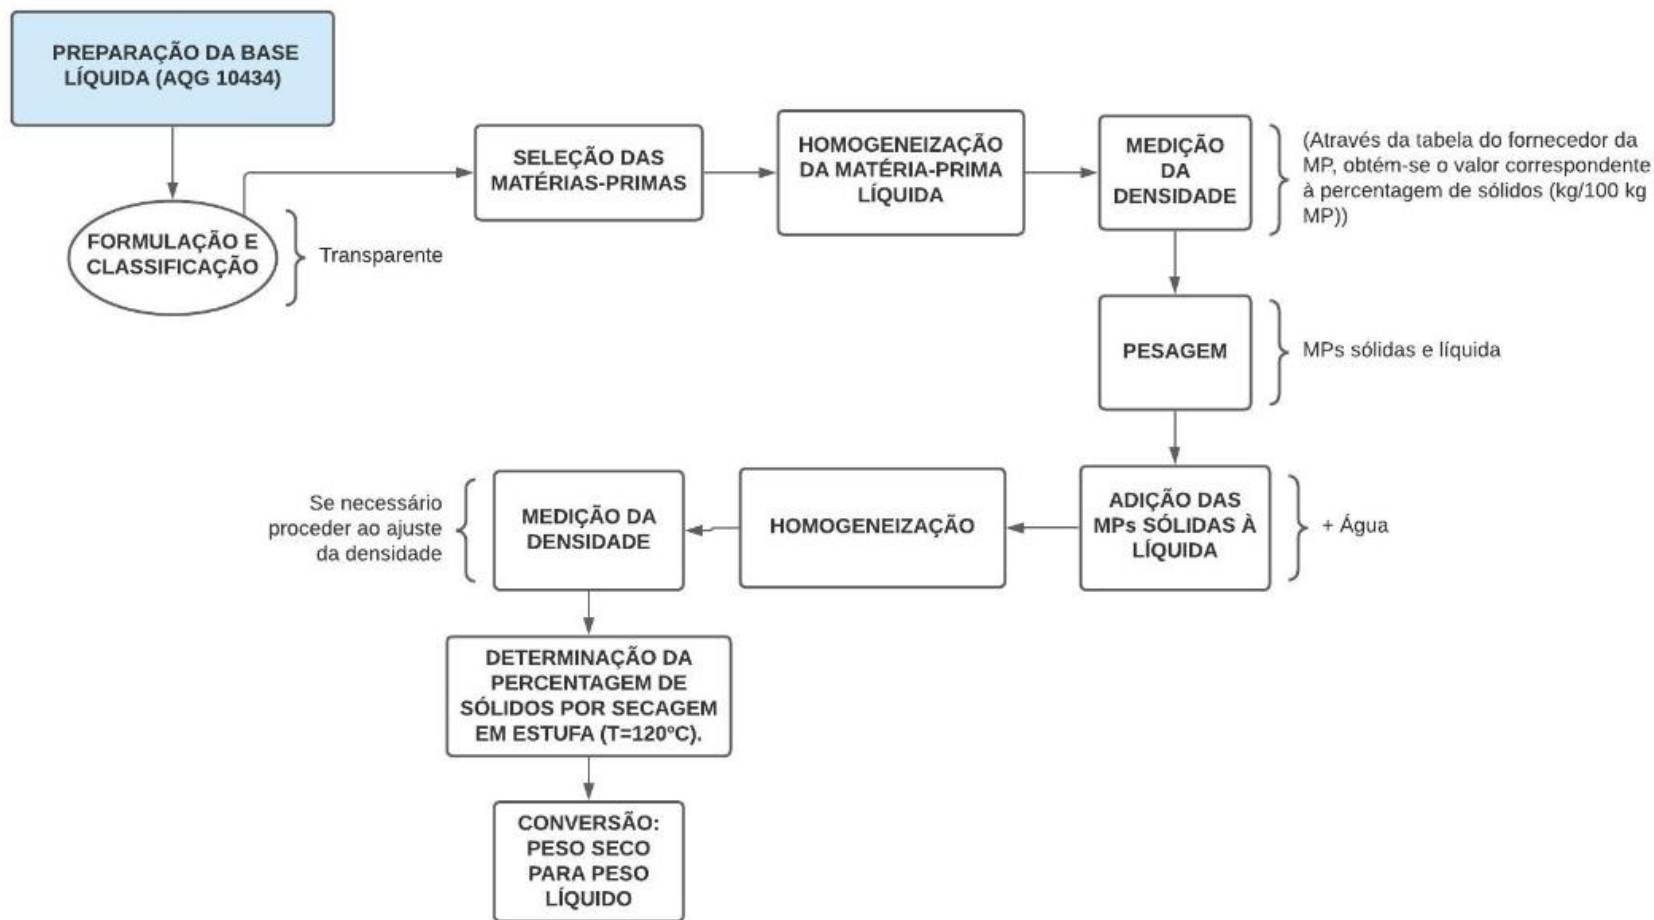 PREPARAÇÃO DA BASE
LÍQUIDA (AQG 10434)
FORMULAÇÃO E
CLASSIFICAÇÃO
Transparente
SELEÇÃO DAS
MATÉRIAS-PRIMAS
HOMOGENEIZAÇÃO
DA MATÉRIA-PRIMA
LÍQUIDA
MEDIÇÃO
DA
DENSIDADE
(Através da tabela do fornecedor da
MP, obtém-se o valor correspondente
à percentagem de sólidos (kg/100 kg
MP))
PESAGEM
MPs sólidas e líquida
ADIÇÃO DAS
MPs SÓLIDAS À
LÍQUIDA
+ Água
HOMOGENEIZAÇÃO
MEDIÇÃO DA
DENSIDADE
Se necessário
proceder ao ajuste
da densidade
DETERMINAÇÃO DA
PERCENTAGEM DE
SÓLIDOS POR SECAGEM
EM ESTUFA (T=120ºC).
CONVERSÃO:
PESO SECO
PARA PESO
LÍQUIDO